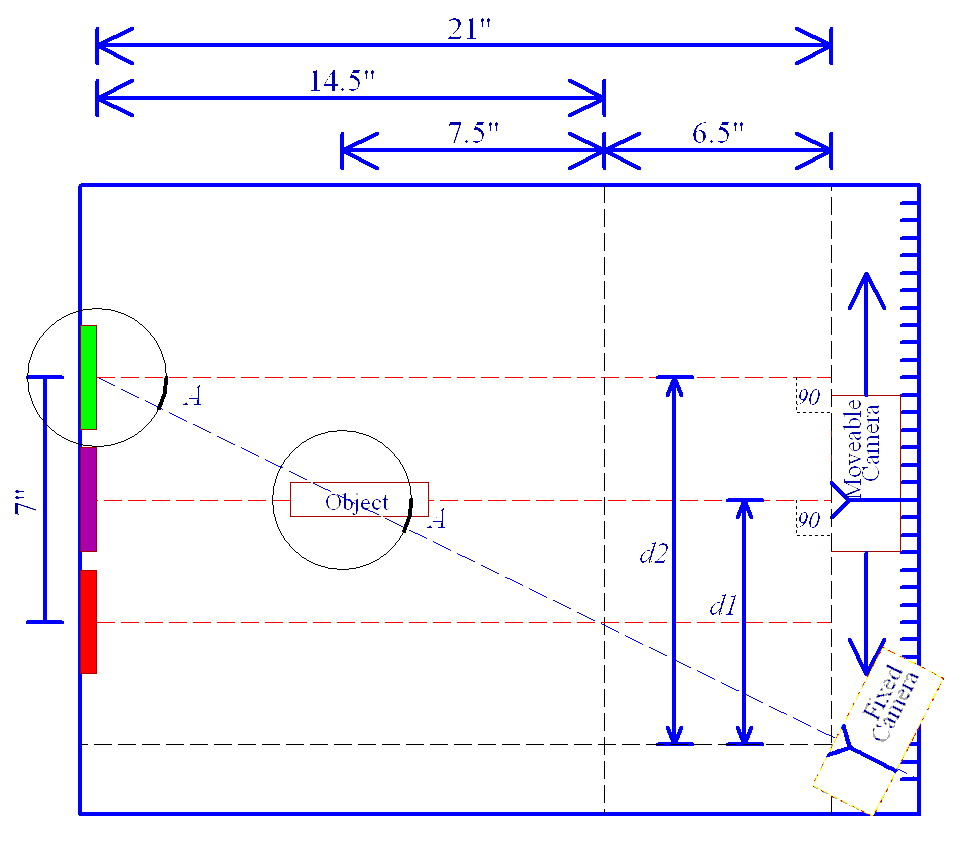 21"
14.5"
7.5"
6.5"
A
90
Moveable
Camera
7"
Object
A
90
d2
d1
Fixed
Camera